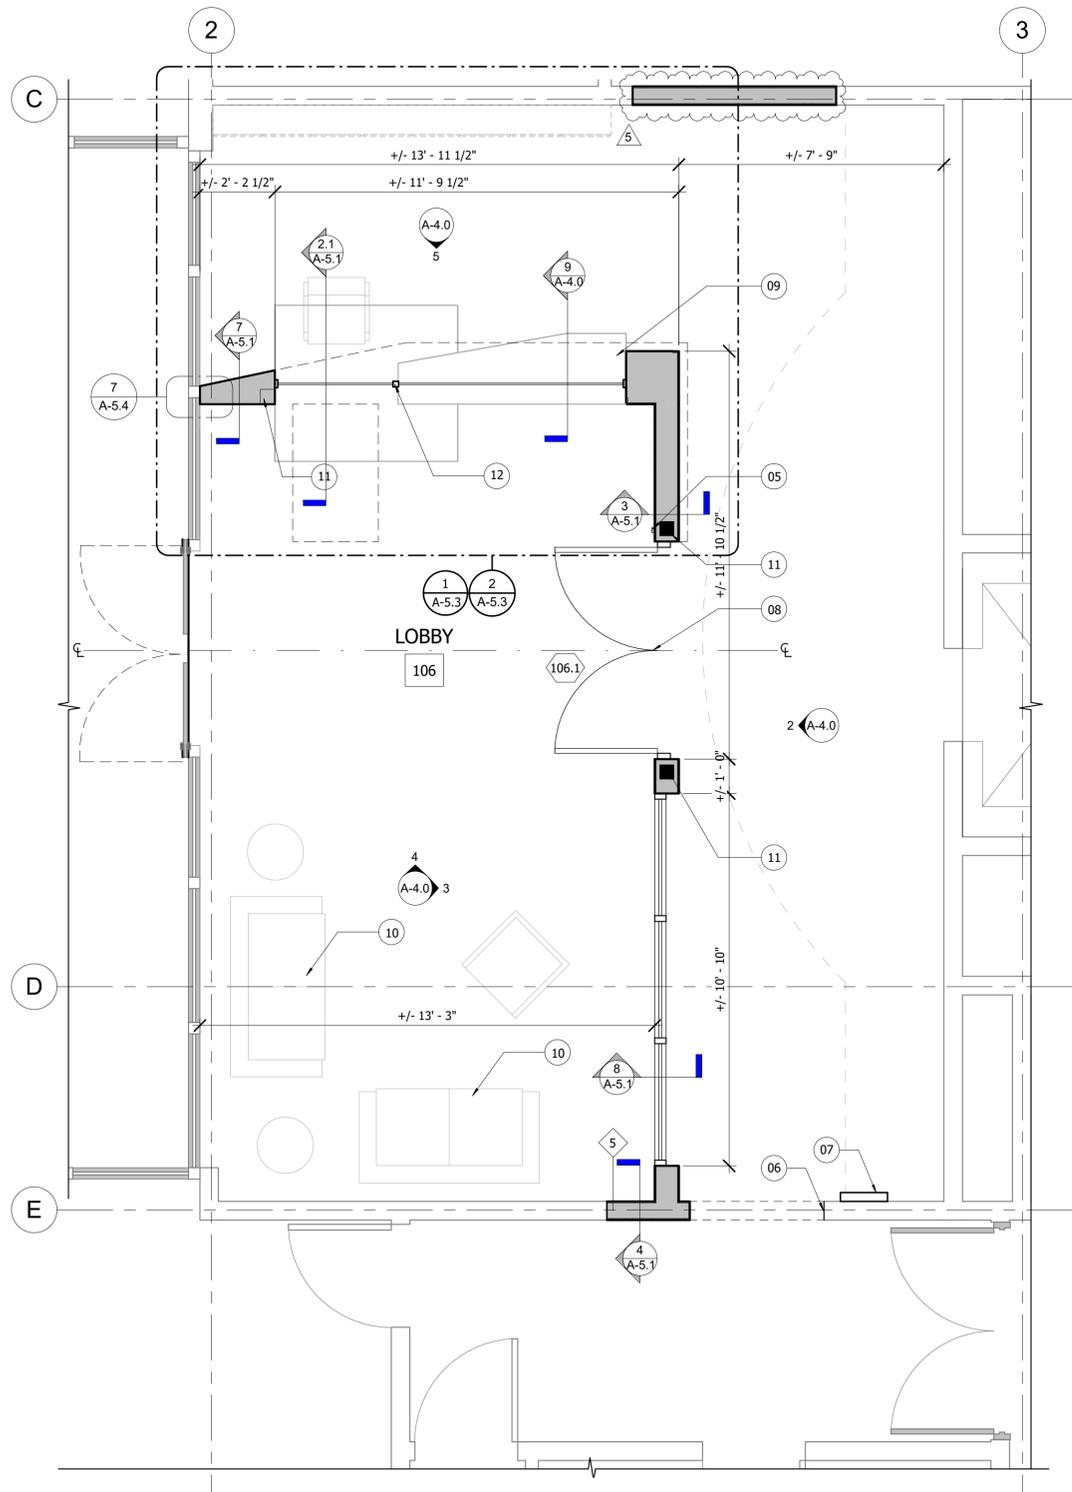 2
3
C
5
+/- 13' - 11 1/2"
+/- 7' - 9"
+/- 2' - 2 1/2"
+/- 11' - 9 1/2"
A-4.0
5
2.1
A-5.1
9
A-4.0
09
7
A-5.1
7
A-5.4
11
12
05
3
A-5.1
+/- 11' - 10 1/2"
11
1
A-5.3
2
A-5.3
08
LOBBY
106
106.1
℄
℄
2
A-4.0
+/- 1' - 0"
11
4
A-4.0
3
10
D
+/- 10' - 10"
+/- 13' - 3"
10
8
A-5.1
5
07
06
E
4
A-5.1